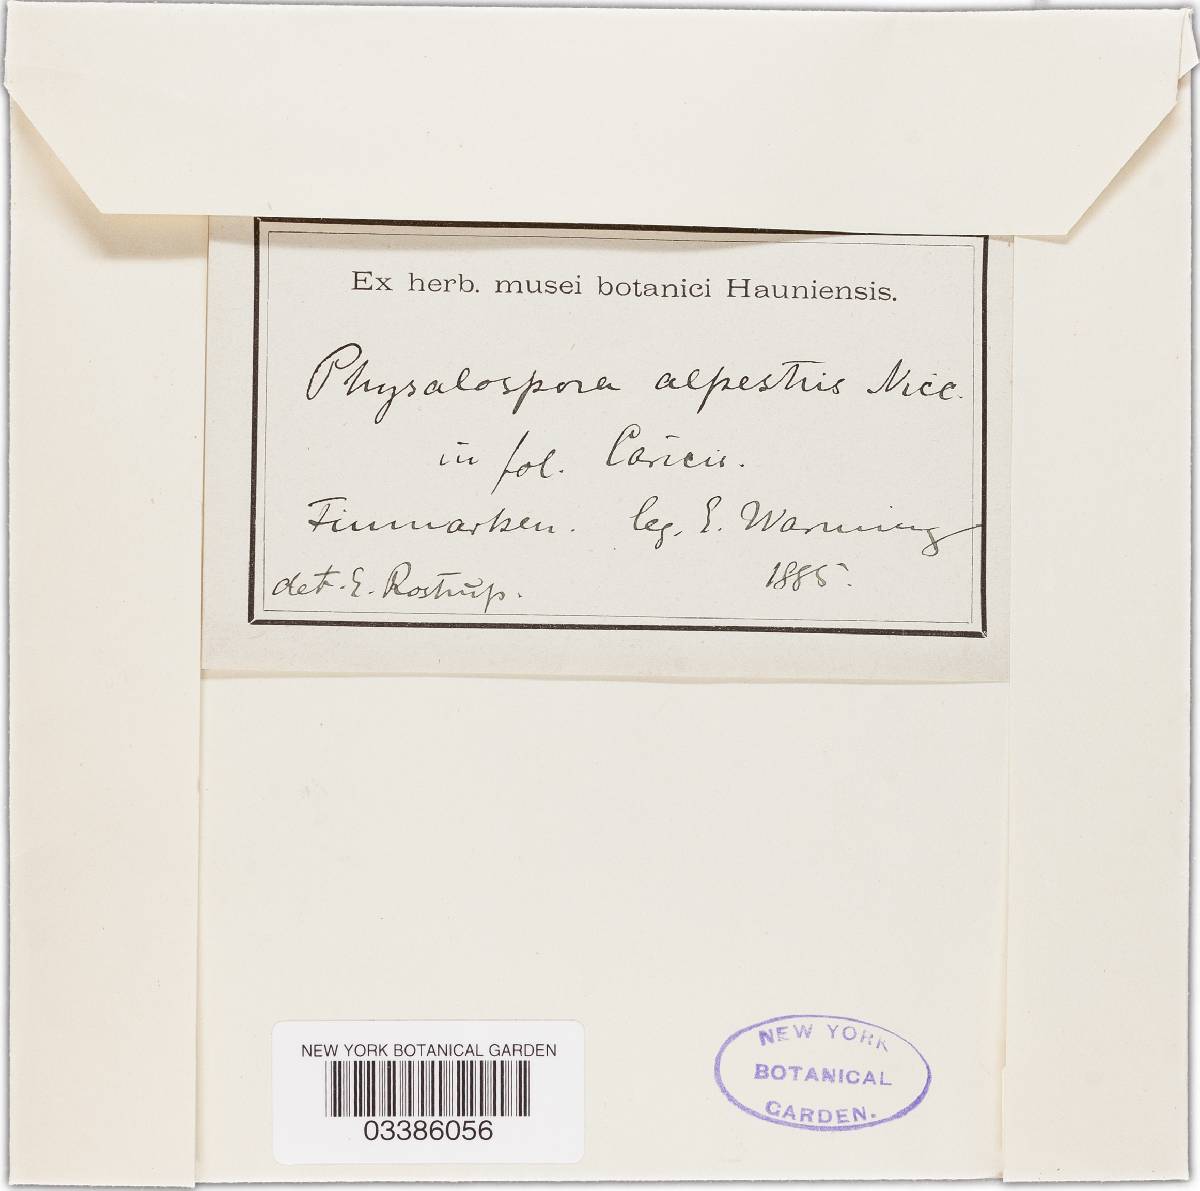 Ex herb. musei botanici Hauniensis.
Physalospora alpestris Nice.
in fol. Caricis.
Finmarken. leg. E. Warming
det. E. Rostrup. 1885.
NEW YORK BOTANICAL GARDEN
03386056
NEW YORK
BOTANICAL
GARDEN.